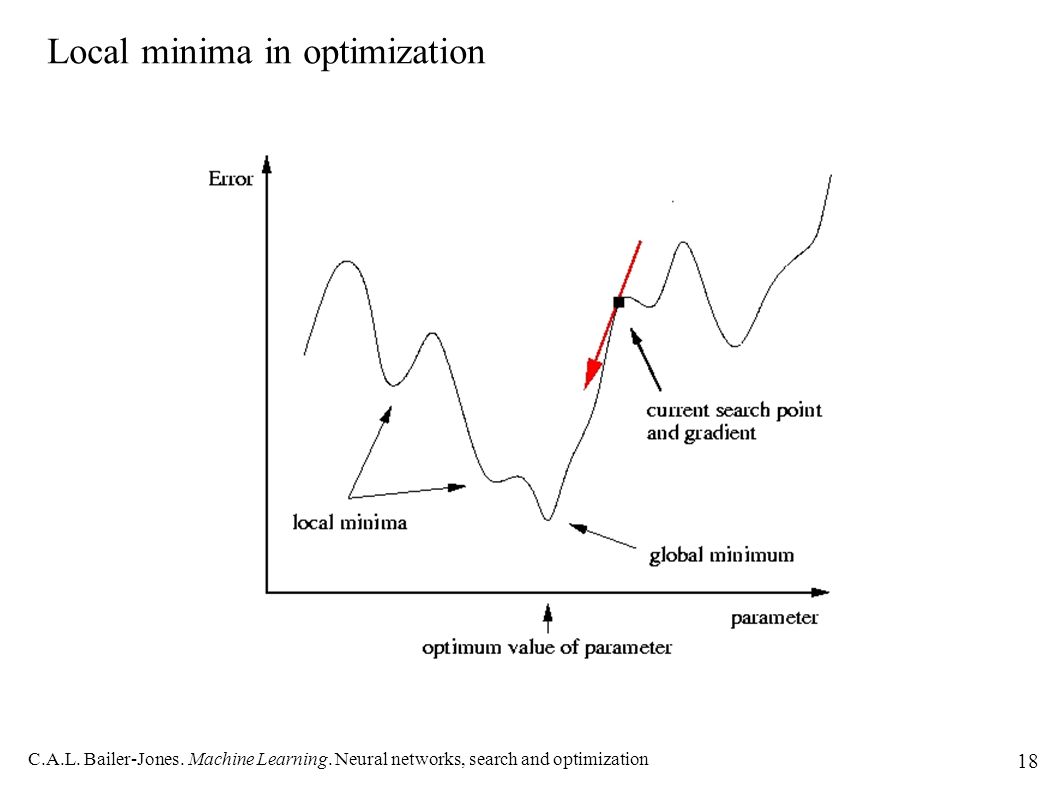 Local minima in optimization
Error
current search point
and gradient
local minima
global minimum
parameter
optimum value of parameter
C.A.L. Bailer-Jones. Machine Learning. Neural networks, search and optimization
18